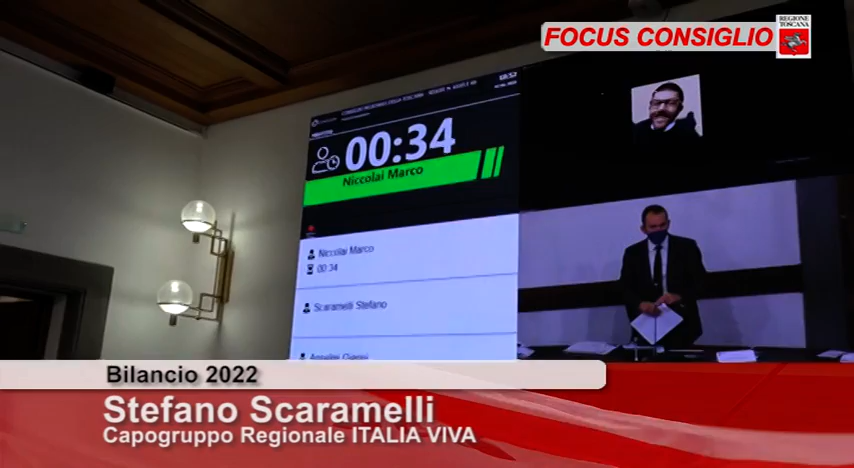 FOCUS CONSIGLIO
REGIONE
TOSCANA
00:34
Niccolai Marco
Niccolai Marco
00:34
Scaramelli Stefano
Bilancio 2022
Stefano Scaramelli
Capogruppo Regionale ITALIA VIVA